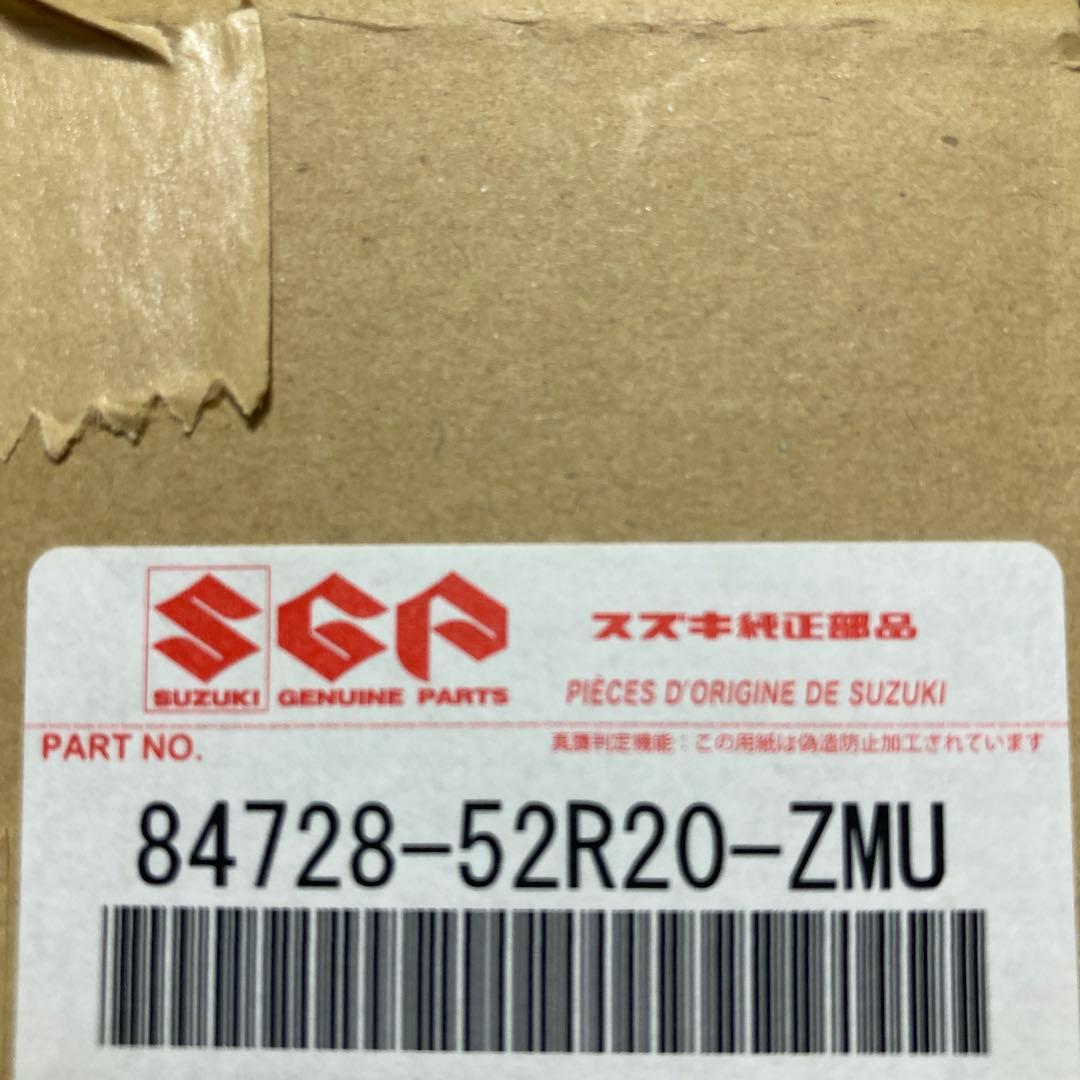 SGP スズキ純正部品
SUZUKI GENUINE PARTS PIÈCES D'ORIGINE DE SUZUKI
PART NO. 真贋判定機能：この用紙は偽造防止加工されています
84728-52R20-ZMU